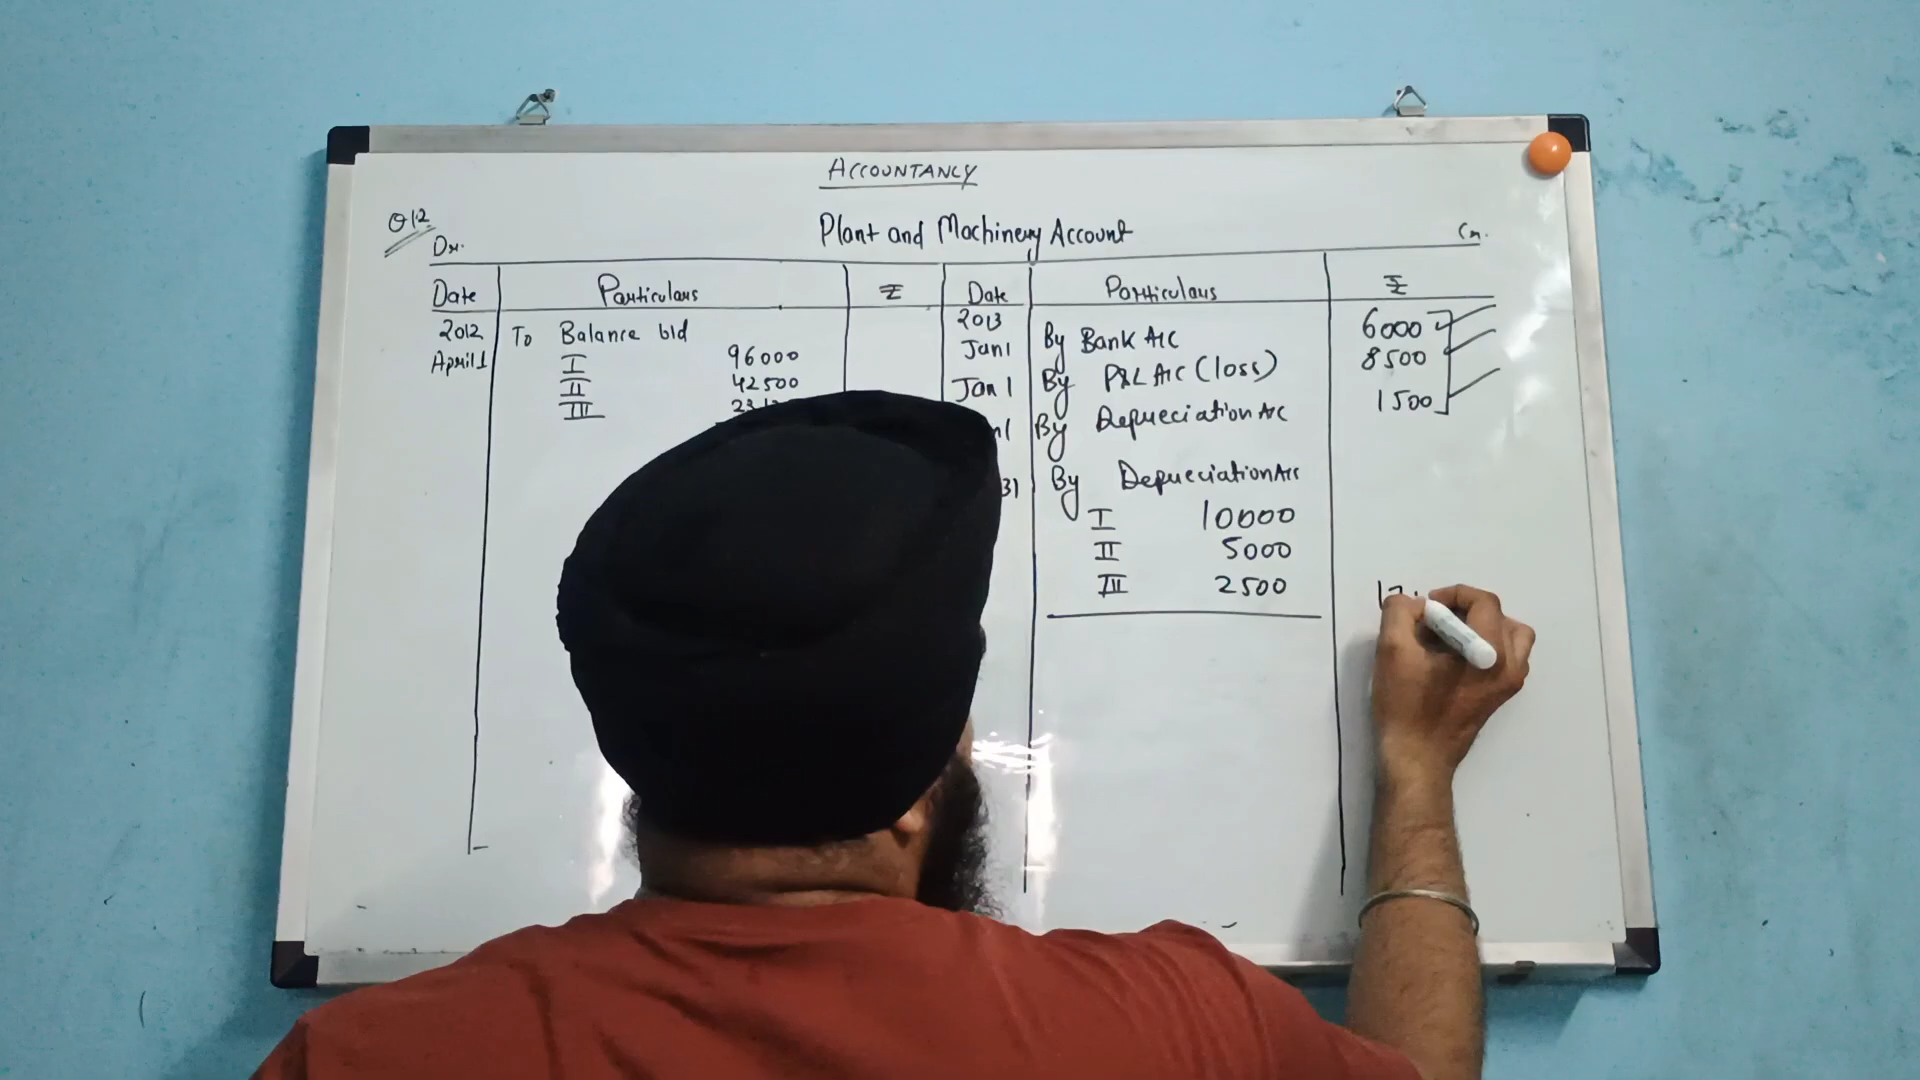 ACCOUNTANCY
Q12
Plant and Machinery Account
Dr.
Cr.
Date Particulars ₹ Date Particulars ₹
2012 To Balance b/d
April 1
I 96000
II 42500
III
2013
Jan 1 By Bank A/C 6000
Jan 1 By P&L A/C (loss) 8500
By Depreciation A/C 1500
31 By Depreciation A/c
I 10000
II 5000
III 2500